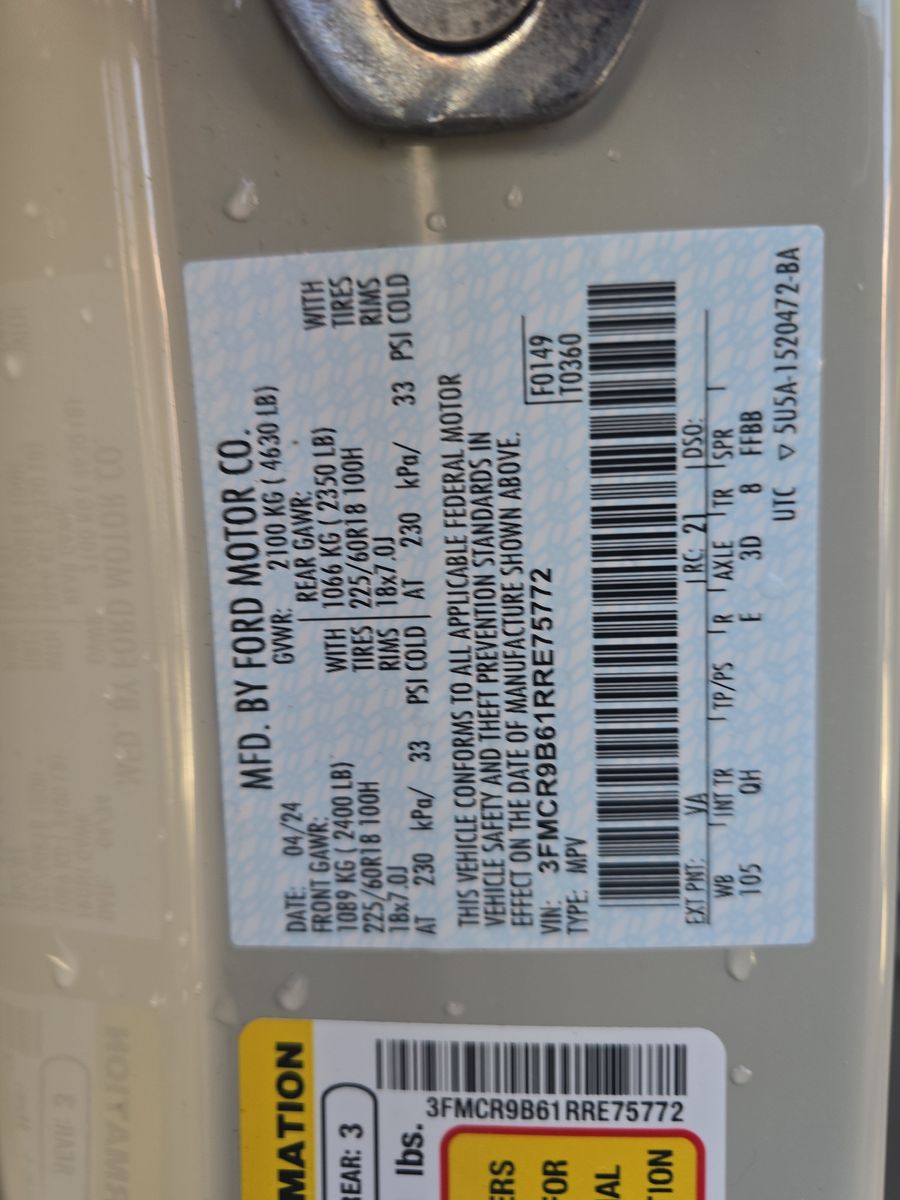 MFD. BY FORD MOTOR CO.
DATE: 04/24 GVWR: 2100 KG ( 4630 LB)
FRONT GAWR: REAR GAWR:
1089 KG ( 2400 LB) WITH 1066 KG ( 2350 LB) WITH
225/60R18 100H TIRES 225/60R18 100H TIRES
18x7.0J RIMS 18x7.0J RIMS
AT 230 kPa/ 33 PSI COLD AT 230 kPa/ 33 PSI COLD
THIS VEHICLE CONFORMS TO ALL APPLICABLE FEDERAL MOTOR
VEHICLE SAFETY AND THEFT PREVENTION STANDARDS IN
EFFECT ON THE DATE OF MANUFACTURE SHOWN ABOVE.
VIN: 3FMCR9B61RRE75772 F0149
TYPE: MPV T0360
EXT PNT: VA RC: 21 DSO:
WB INT TR TP/PS R AXLE TR SPR
105 QH E 3D 8 FFBB
UTC ▽ 5U5A-1520472-BA
MATION
REAR: 3
lbs.
3FMCR9B61RRE75772
ERS
FOR
AL
TION